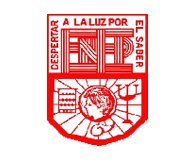 DESPERTAR A LA LUZ POR EL SABER
ENP